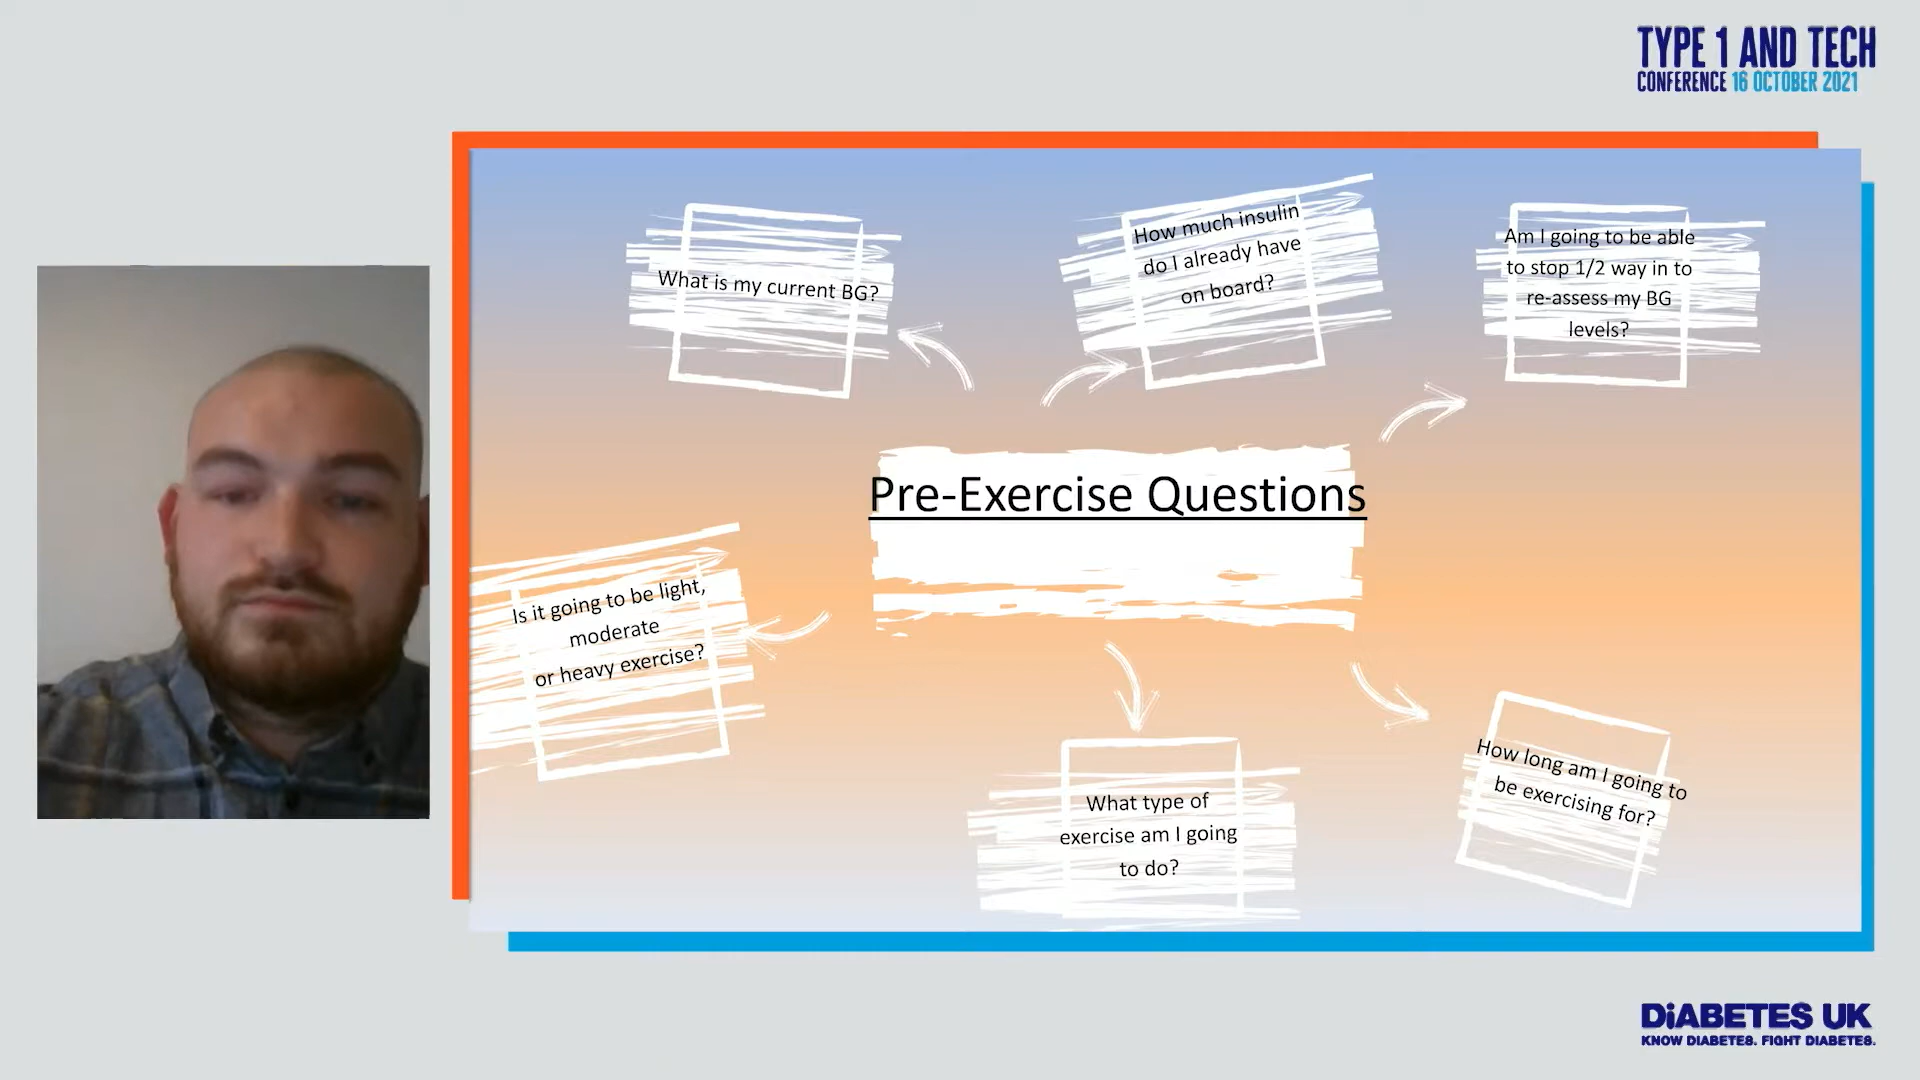 TYPE 1 AND TECH
CONFERENCE 16 OCTOBER 2021
What is my current BG?
How much insulin
do I already have
on board?
Am I going to be able
to stop 1/2 way in to
re-assess my BG
levels?
Pre-Exercise Questions
Is it going to be light,
moderate
or heavy exercise?
What type of
exercise am I going
to do?
How long am I going to
be exercising for?
DiABETES UK
KNOW DIABETES. FIGHT DIABETES.